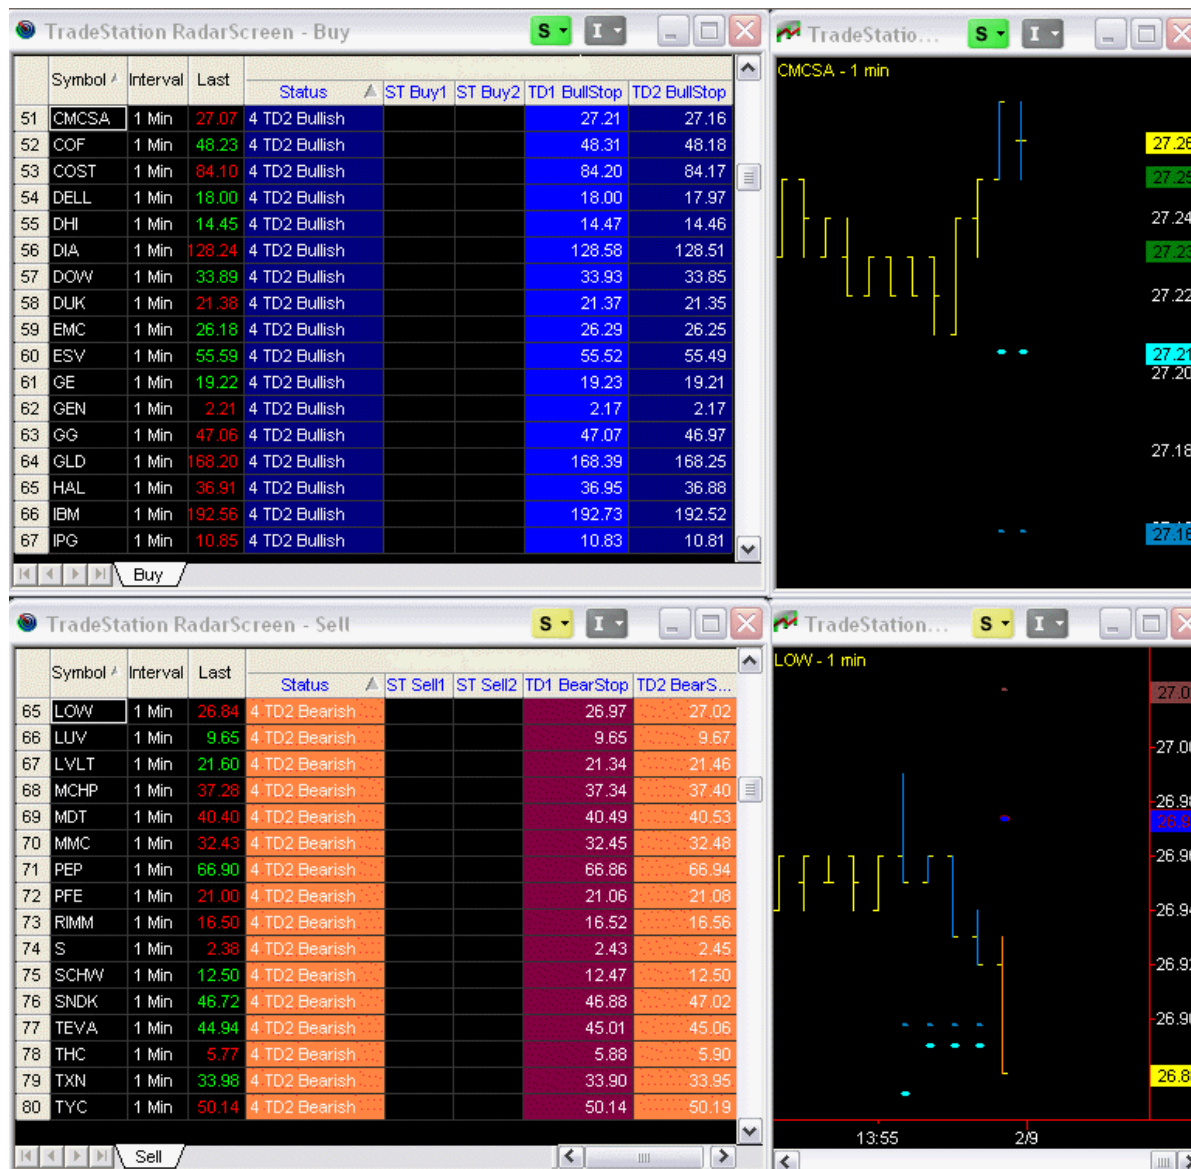 TradeStation RadarScreen - Buy
S
I
Symbol Interval Last Status ST Buy1 ST Buy2 TD1 BullStop TD2 BullStop
51 CMCSA 1 Min 27.07 4 TD2 Bullish 27.21 27.16
52 COF 1 Min 48.23 4 TD2 Bullish 48.31 48.18
53 COST 1 Min 84.10 4 TD2 Bullish 84.20 84.17
54 DELL 1 Min 18.00 4 TD2 Bullish 18.00 17.97
55 DHI 1 Min 14.45 4 TD2 Bullish 14.47 14.46
56 DIA 1 Min 128.24 4 TD2 Bullish 128.58 128.51
57 DOW 1 Min 33.89 4 TD2 Bullish 33.93 33.85
58 DUK 1 Min 21.38 4 TD2 Bullish 21.37 21.35
59 EMC 1 Min 26.18 4 TD2 Bullish 26.29 26.25
60 ESV 1 Min 55.59 4 TD2 Bullish 55.52 55.49
61 GE 1 Min 19.22 4 TD2 Bullish 19.23 19.21
62 GEN 1 Min 2.21 4 TD2 Bullish 2.17 2.17
63 GG 1 Min 47.06 4 TD2 Bullish 47.07 46.97
64 GLD 1 Min 168.20 4 TD2 Bullish 168.39 168.25
65 HAL 1 Min 36.91 4 TD2 Bullish 36.95 36.88
66 IBM 1 Min 192.56 4 TD2 Bullish 192.73 192.52
67 IPG 1 Min 10.85 4 TD2 Bullish 10.83 10.81
Buy
TradeStatio...
S
I
CMCSA - 1 min
27.26
27.25
27.24
27.23
27.22
27.21
27.20
27.18
27.16
TradeStation RadarScreen - Sell
S
I
Symbol Interval Last Status ST Sell1 ST Sell2 TD1 BearStop TD2 BearS...
65 LOW 1 Min 26.84 4 TD2 Bearish 26.97 27.02
66 LUV 1 Min 9.65 4 TD2 Bearish 9.65 9.67
67 LVLT 1 Min 21.60 4 TD2 Bearish 21.34 21.46
68 MCHP 1 Min 37.28 4 TD2 Bearish 37.34 37.40
69 MDT 1 Min 40.40 4 TD2 Bearish 40.49 40.53
70 MMC 1 Min 32.43 4 TD2 Bearish 32.45 32.48
71 PEP 1 Min 66.90 4 TD2 Bearish 66.86 66.94
72 PFE 1 Min 21.00 4 TD2 Bearish 21.06 21.08
73 RIMM 1 Min 16.50 4 TD2 Bearish 16.52 16.56
74 S 1 Min 2.38 4 TD2 Bearish 2.43 2.45
75 SCHW 1 Min 12.50 4 TD2 Bearish 12.47 12.50
76 SNDK 1 Min 46.72 4 TD2 Bearish 46.88 47.02
77 TEVA 1 Min 44.94 4 TD2 Bearish 45.01 45.06
78 THC 1 Min 5.77 4 TD2 Bearish 5.88 5.90
79 TXN 1 Min 33.98 4 TD2 Bearish 33.90 33.95
80 TYC 1 Min 50.14 4 TD2 Bearish 50.14 50.19
Sell
TradeStation...
S
I
LOW - 1 min
27.0
27.00
26.98
26.96
26.94
26.92
26.90
26.8
13:55 2/9